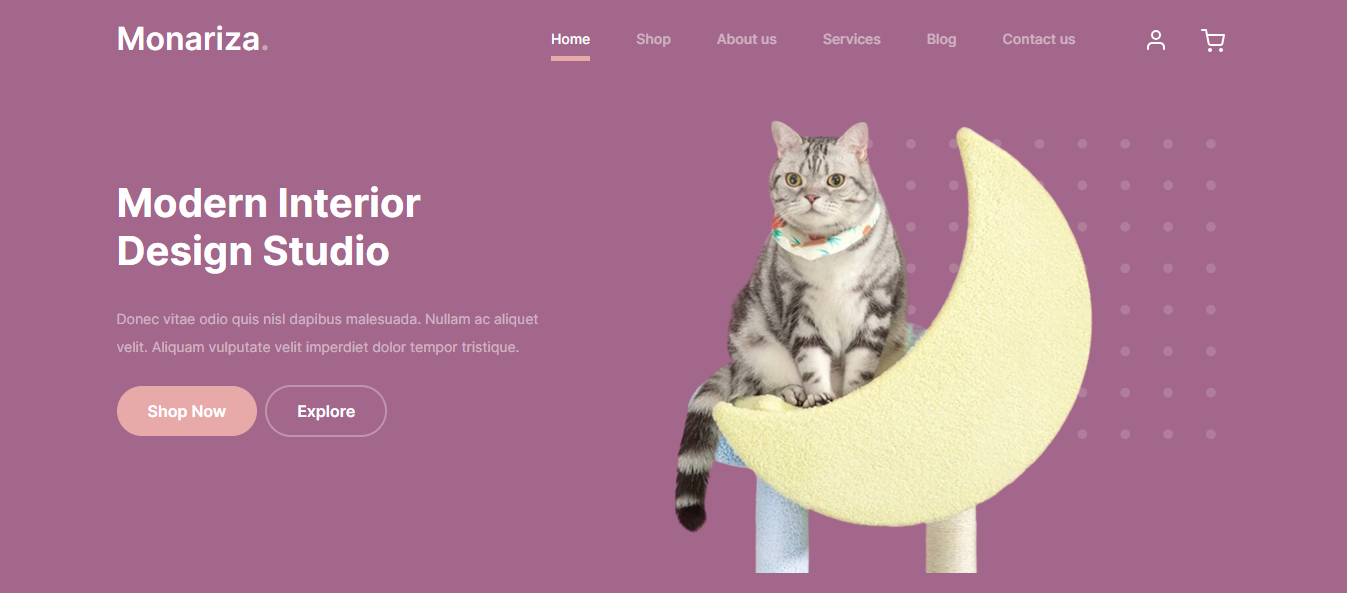 Monariza.
Home Shop About us Services Blog Contact us
Modern Interior
Design Studio
Donec vitae odio quis nisl dapibus malesuada. Nullam ac aliquet
velit. Aliquam vulputate velit imperdiet dolor tempor tristique.
Shop Now Explore